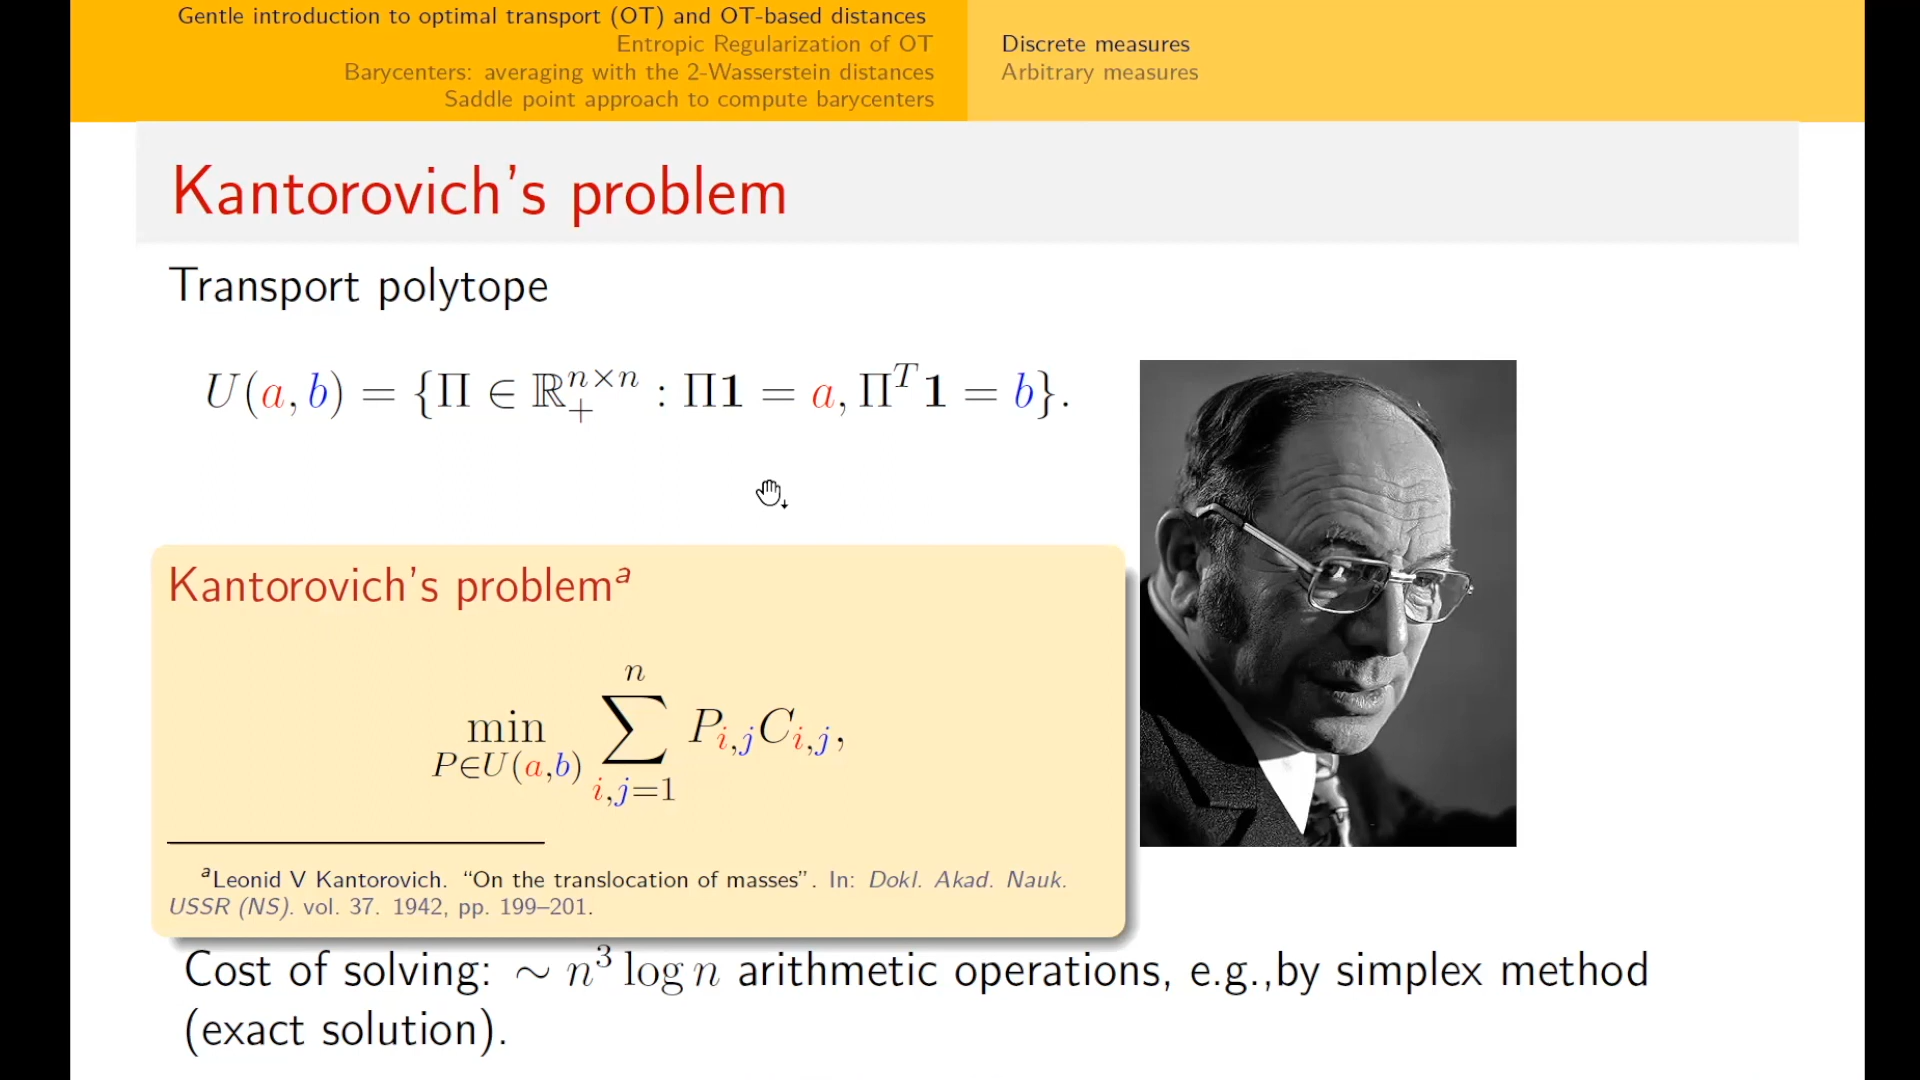 Gentle introduction to optimal transport (OT) and OT-based distances
Entropic Regularization of OT
Barycenters: averaging with the 2-Wasserstein distances
Saddle point approach to compute barycenters
Discrete measures
Arbitrary measures
Kantorovich's problem
Transport polytope
U(a, b) = {Π ∈ ℝ₊ⁿˣⁿ : Π𝟏 = a, Πᵀ𝟏 = b}.
Kantorovich's problemᵃ
min_{P∈U(a,b)} ∑_{i,j=1}^{n} P_{i,j}C_{i,j},
ᵃLeonid V Kantorovich. “On the translocation of masses”. In: Dokl. Akad. Nauk.
USSR (NS). vol. 37. 1942, pp. 199–201.
Cost of solving: ∼ n³ log n arithmetic operations, e.g.,by simplex method
(exact solution).